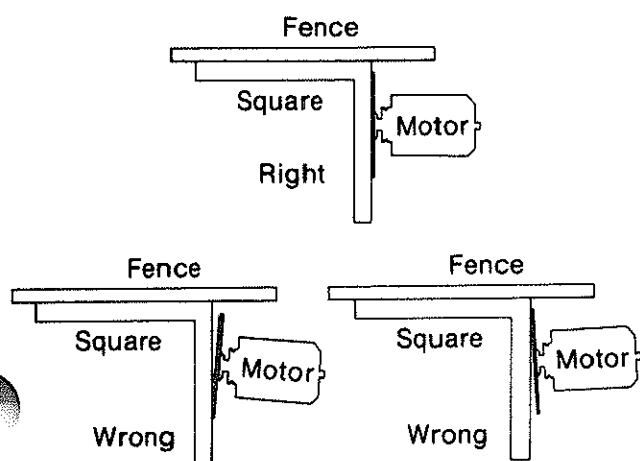 Fence
Square
Motor
Right
Fence
Square
Motor
Wrong
Fence
Square
Motor
Wrong